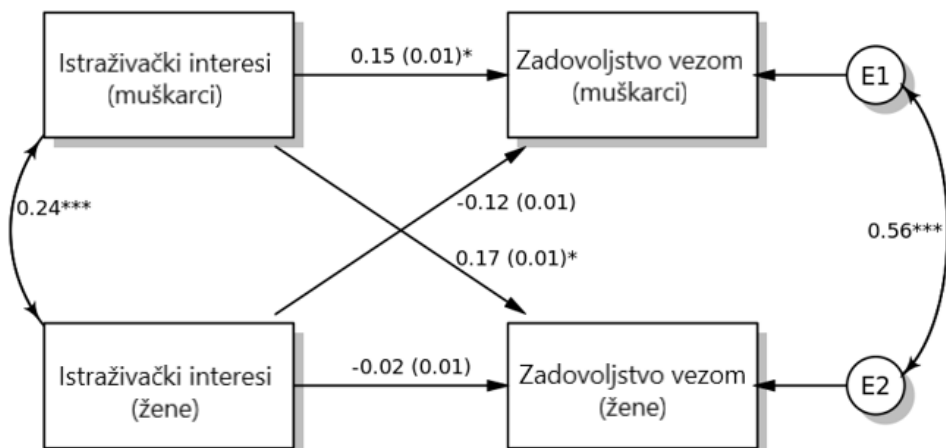 Istraživački interesi
(muškarci)
0.15 (0.01)*
Zadovoljstvo vezom
(muškarci)
E1
0.24***
-0.12 (0.01)
0.17 (0.01)*
0.56***
Istraživački interesi
(žene)
-0.02 (0.01)
Zadovoljstvo vezom
(žene)
E2